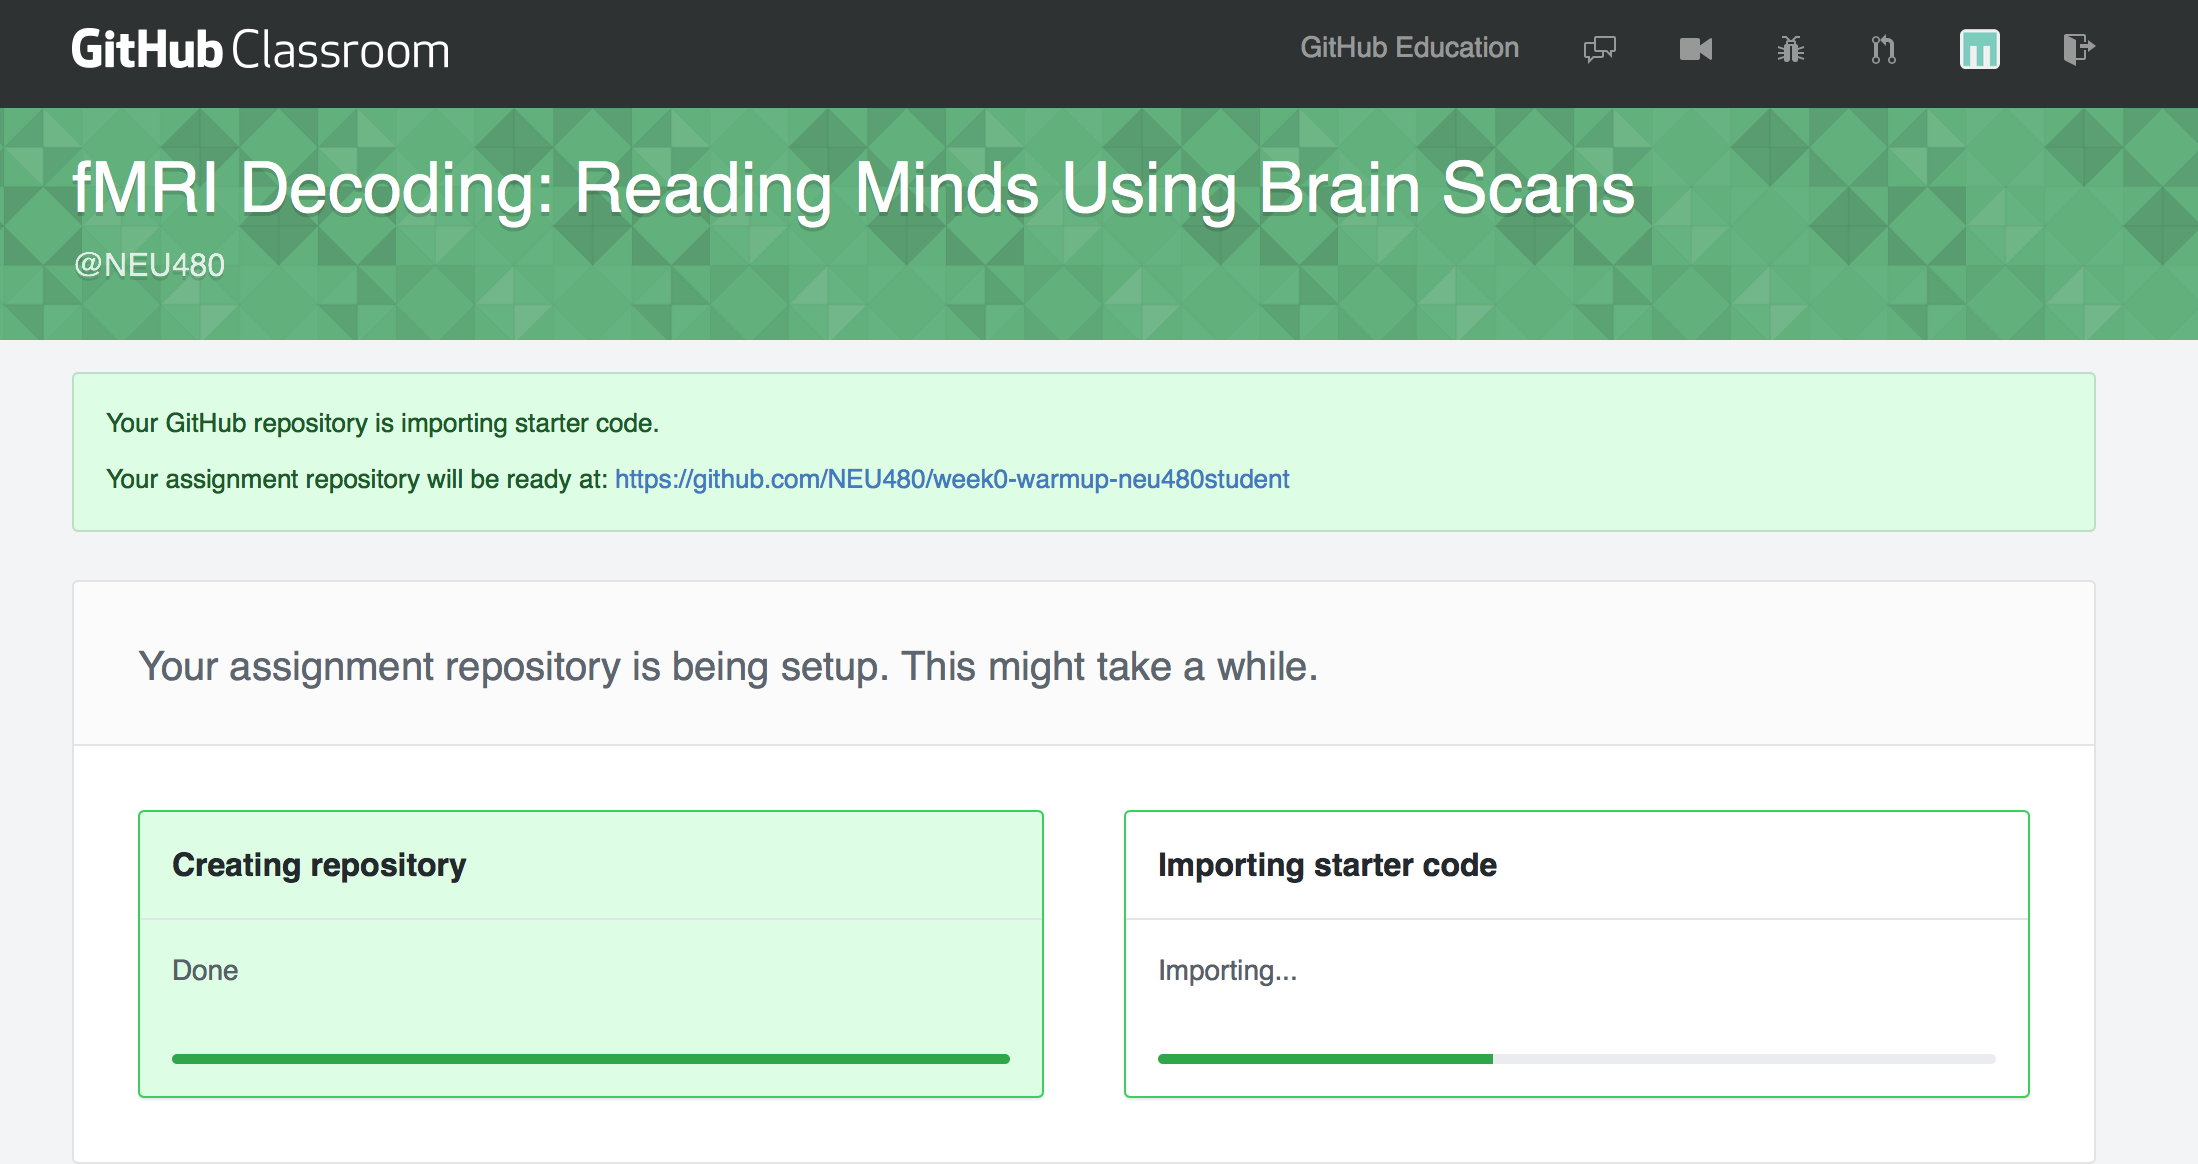 GitHub Classroom
GitHub Education
fMRI Decoding: Reading Minds Using Brain Scans
@NEU480
Your GitHub repository is importing starter code.
Your assignment repository will be ready at: https://github.com/NEU480/week0-warmup-neu480student
Your assignment repository is being setup. This might take a while.
Creating repository
Importing starter code
Done
Importing...